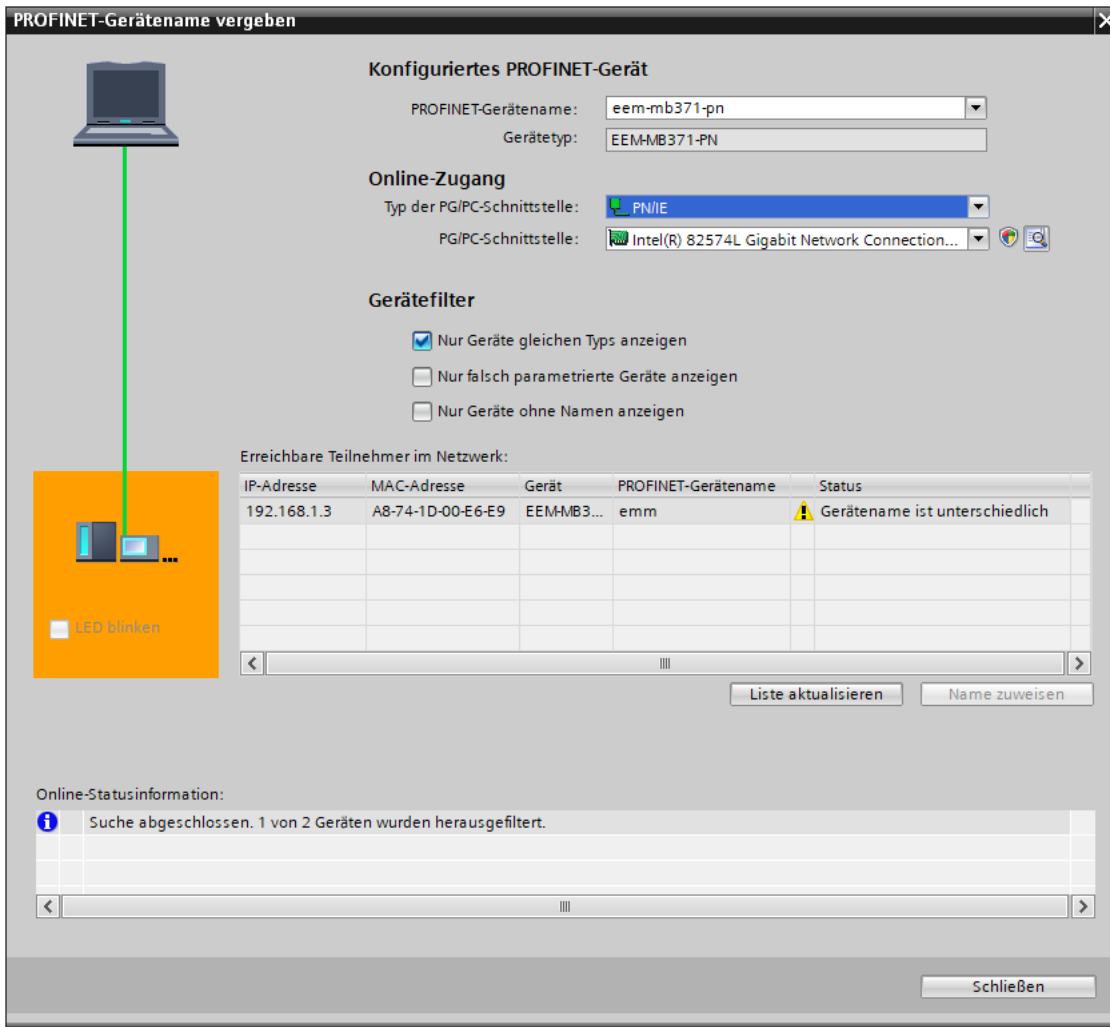 PROFINET-Gerätename vergeben
Konfiguriertes PROFINET-Gerät
PROFINET-Gerätename: eem-mb371-pn
Gerätetyp: EEM-MB371-PN
Online-Zugang
Typ der PG/PC-Schnittstelle: PN/IE
PG/PC-Schnittstelle: Intel(R) 82574L Gigabit Network Connection...
Gerätefilter
Nur Geräte gleichen Typs anzeigen
Nur falsch parametrierte Geräte anzeigen
Nur Geräte ohne Namen anzeigen
Erreichbare Teilnehmer im Netzwerk:
IP-Adresse MAC-Adresse Gerät PROFINET-Gerätename Status
192.168.1.3 A8-74-1D-00-E6-E9 EEM-MB3... emm Gerätename ist unterschiedlich
LED blinken
Liste aktualisieren Name zuweisen
Online-Statusinformation:
Suche abgeschlossen. 1 von 2 Geräten wurden herausgefiltert.
Schließen